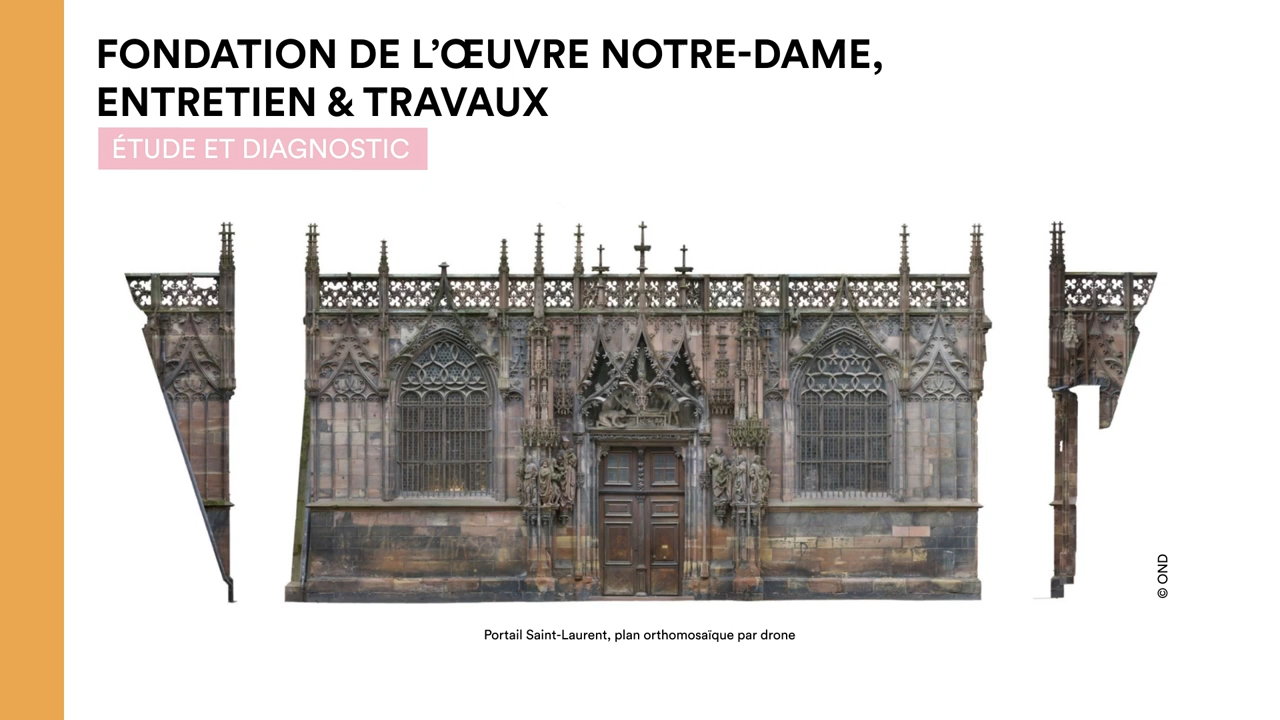 FONDATION DE L’ŒUVRE NOTRE-DAME,
ENTRETIEN & TRAVAUX
ÉTUDE ET DIAGNOSTIC
© OND
Portail Saint-Laurent, plan orthomosaïque par drone